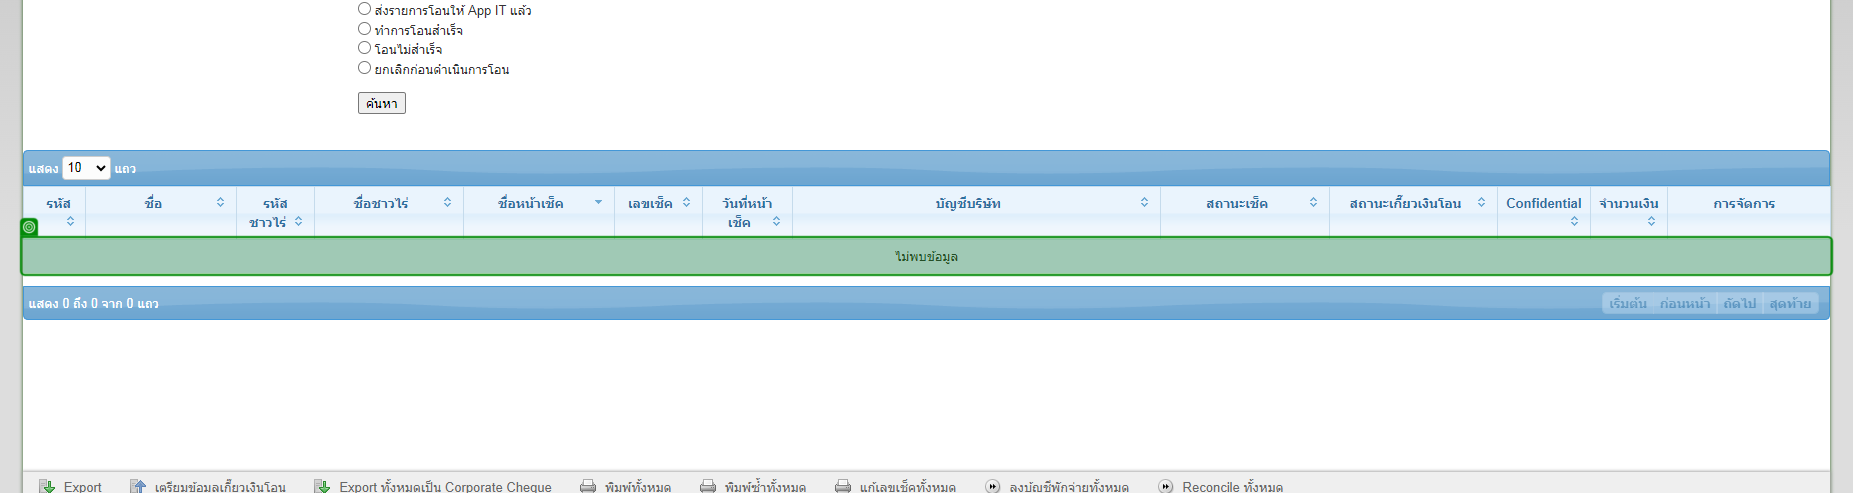 ส่งรายการโอนให้ App IT แล้ว
ทำการโอนสำเร็จ
โอนไม่สำเร็จ
ยกเลิกก่อนดำเนินการโอน
ค้นหา
แสดง 10 แถว
รหัส ชื่อ รหัสชาวไร่ ชื่อชาวไร่ ชื่อหน้าเช็ค เลขเช็ค วันที่หน้าเช็ค บัญชีบริษัท สถานะเช็ค สถานะเกี๊ยวเงินโอน Confidential จำนวนเงิน การจัดการ
ไม่พบข้อมูล
แสดง 0 ถึง 0 จาก 0 แถว เริ่มต้น ก่อนหน้า ถัดไป สุดท้าย
Export เตรียมข้อมูลเกี๊ยวเงินโอน Export ทั้งหมดเป็น Corporate Cheque พิมพ์ทั้งหมด พิมพ์ซ้ำทั้งหมด แก้เลขเช็คทั้งหมด ลงบัญชีพักจ่ายทั้งหมด Reconcile ทั้งหมด